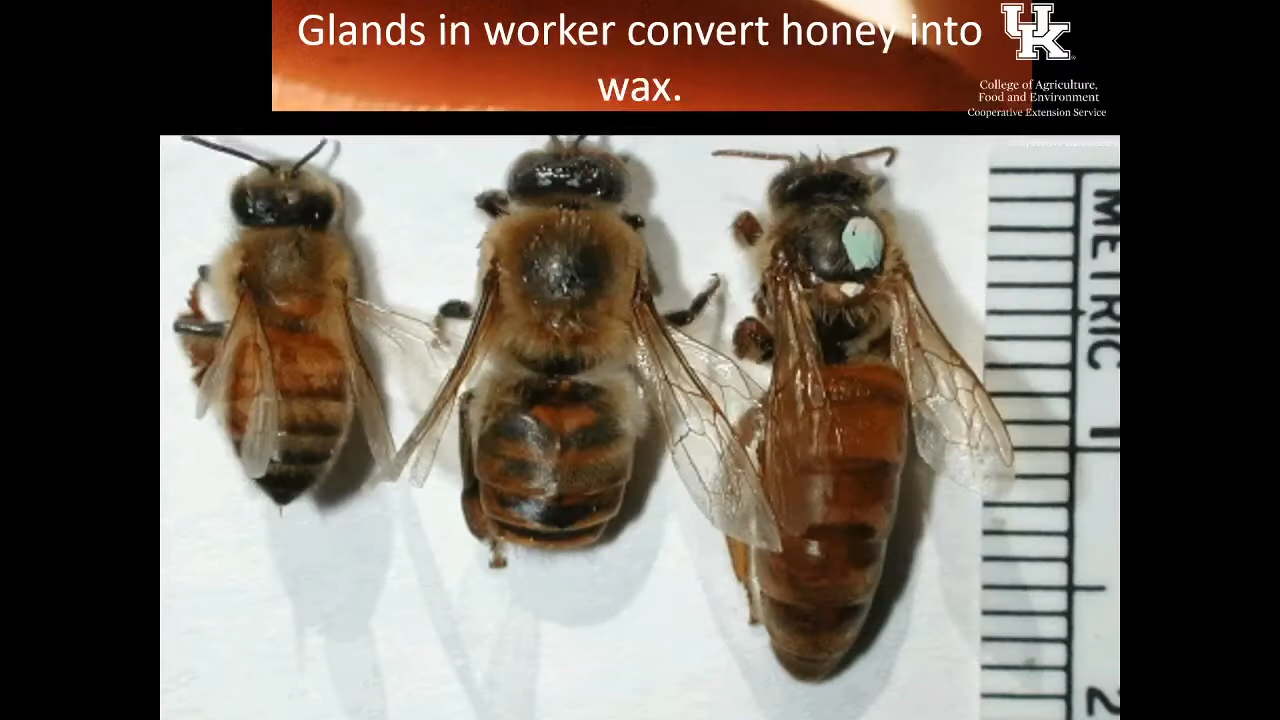 Glands in worker convert honey into
wax.
UK
College of Agriculture,
Food and Environment
Cooperative Extension Service
METRIC 1
2